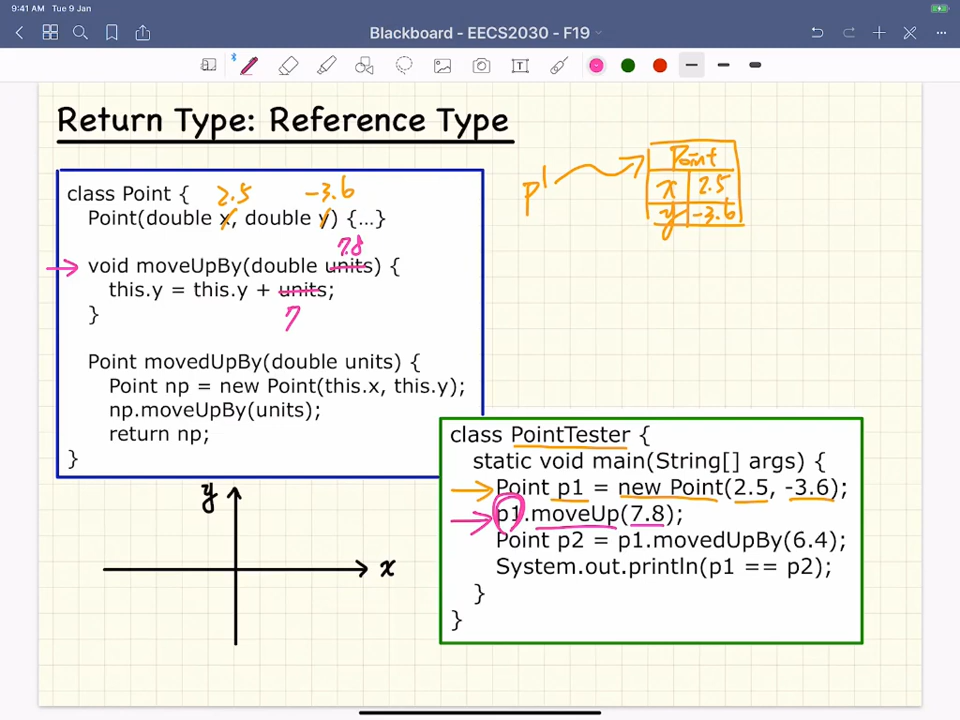 9:41 AM Tue 9 Jan
Blackboard - EECS2030 - F19
Return Type: Reference Type
class Point {
2.5 -3.6
Point(double x, double y) {...}
7.8
void moveUpBy(double units) {
this.y = this.y + units;
7
}
Point movedUpBy(double units) {
Point np = new Point(this.x, this.y);
np.moveUpBy(units);
return np;
}
p1
Point
x 2.5
y -3.6
y
x
class PointTester {
static void main(String[] args) {
Point p1 = new Point(2.5, -3.6);
p1.moveUp(7.8);
Point p2 = p1.movedUpBy(6.4);
System.out.println(p1 == p2);
}
}